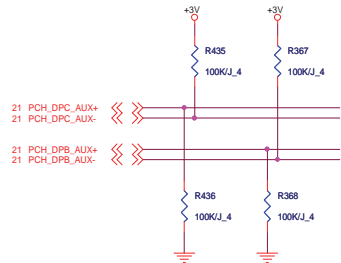 +3V +3V
R435 R367
100K/J_4 100K/J_4
21 PCH_DPC_AUX+
21 PCH_DPC_AUX-
21 PCH_DPB_AUX+
21 PCH_DPB_AUX-
R436 R368
100K/J_4 100K/J_4